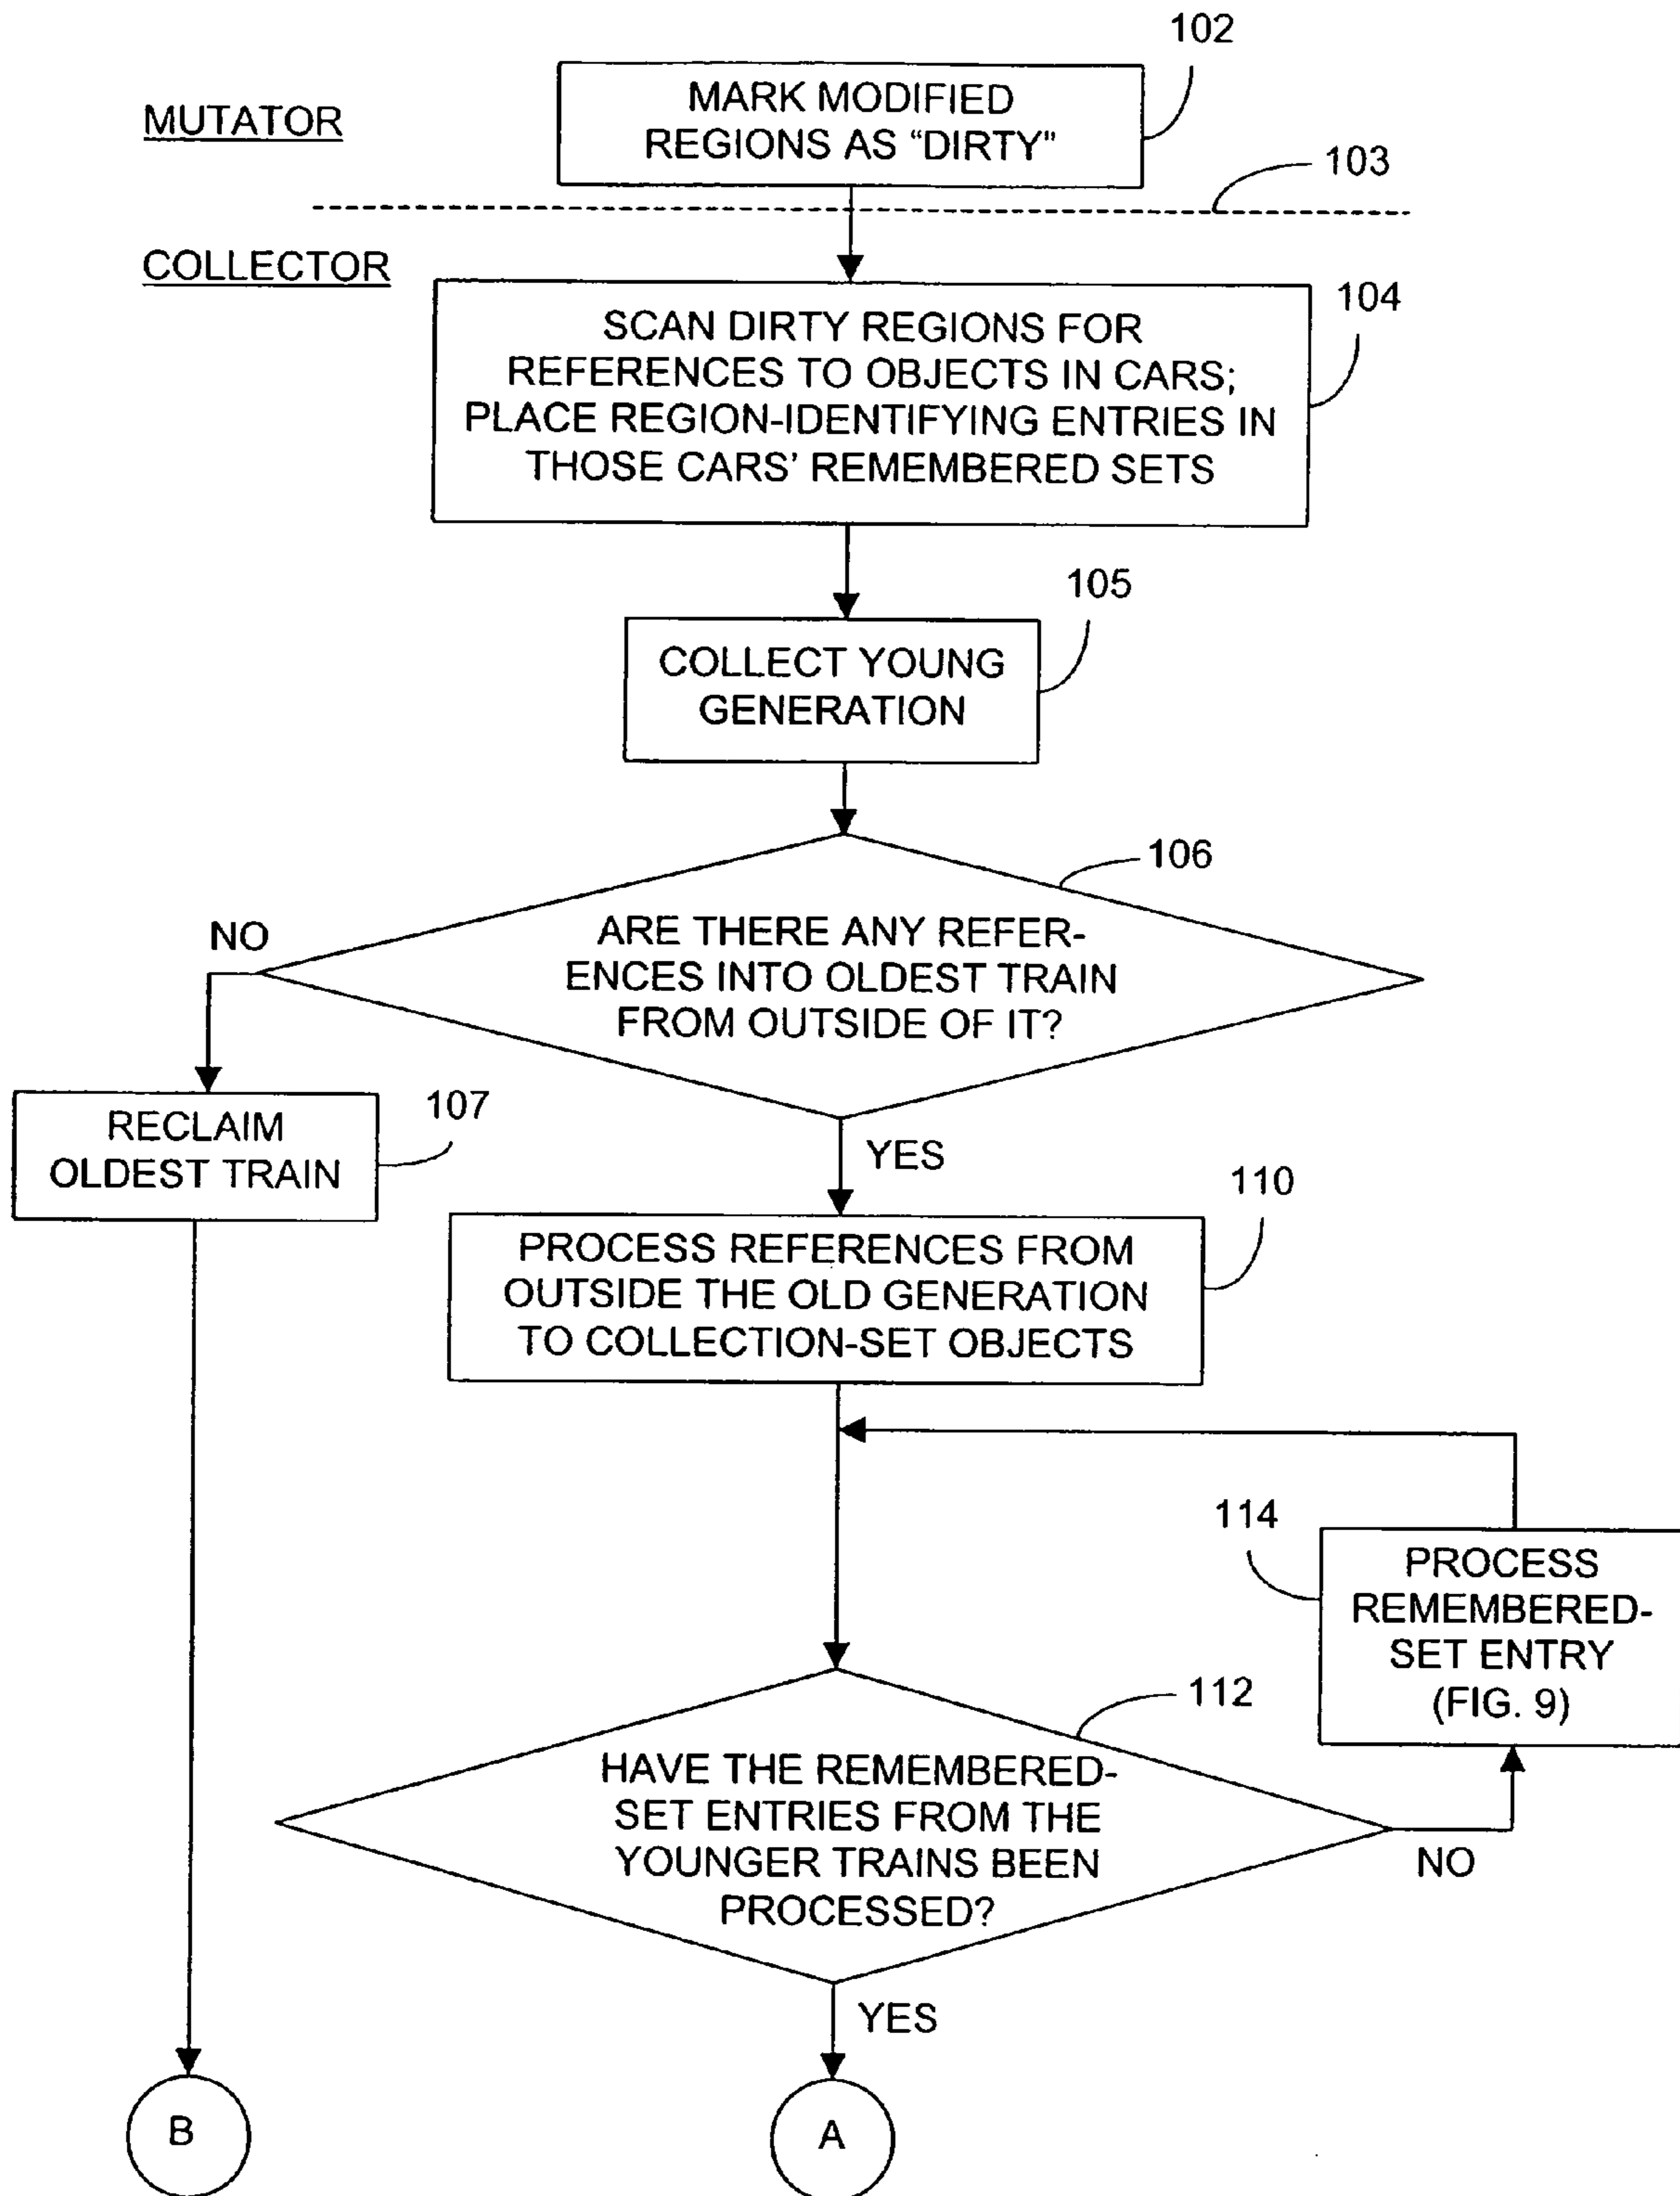 102
MUTATOR
MARK MODIFIED
REGIONS AS “DIRTY”
103
COLLECTOR
104
SCAN DIRTY REGIONS FOR
REFERENCES TO OBJECTS IN CARS;
PLACE REGION-IDENTIFYING ENTRIES IN
THOSE CARS’ REMEMBERED SETS
105
COLLECT YOUNG
GENERATION
106
NO
ARE THERE ANY REFER-
ENCES INTO OLDEST TRAIN
FROM OUTSIDE OF IT?
107
RECLAIM
OLDEST TRAIN
YES
110
PROCESS REFERENCES FROM
OUTSIDE THE OLD GENERATION
TO COLLECTION-SET OBJECTS
114
PROCESS
REMEMBERED-
SET ENTRY
(FIG. 9)
112
HAVE THE REMEMBERED-
SET ENTRIES FROM THE
YOUNGER TRAINS BEEN
PROCESSED?
NO
YES
B
A